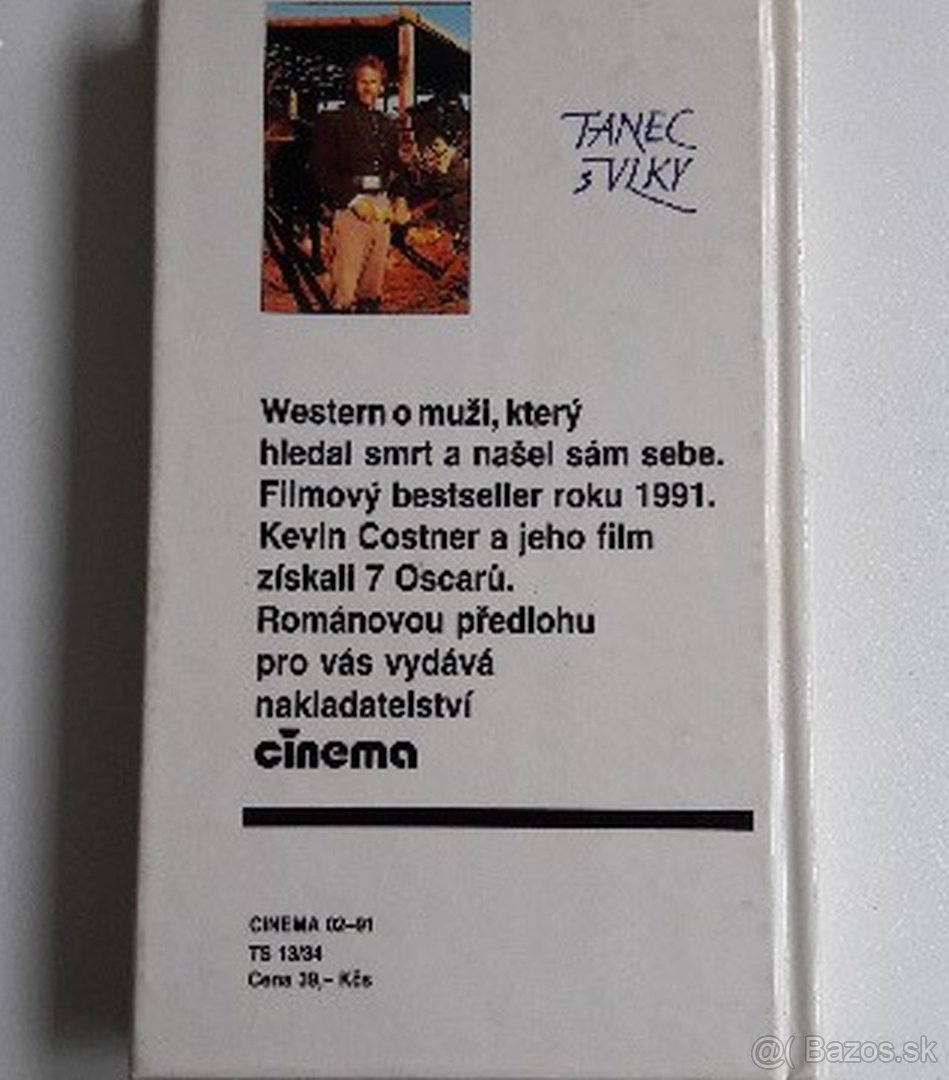 TANEC
s VLKY
Western o muži, který
hledal smrt a našel sám sebe.
Filmový bestseller roku 1991.
Kevin Costner a jeho film
získali 7 Oscarů.
Románovou předlohu
pro vás vydává
nakladatelství
cinema
CINEMA 02–91
TS 13/34
Cena 39,– Kčs
@( Bazos.sk